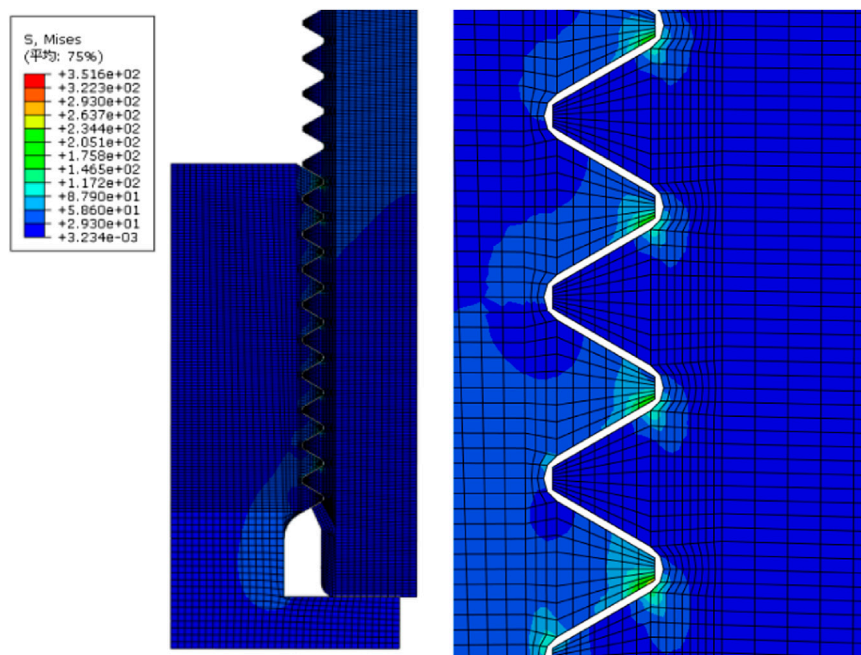 S, Mises
(平均: 75%)
+3.516e+02
+3.223e+02
+2.930e+02
+2.637e+02
+2.344e+02
+2.051e+02
+1.758e+02
+1.465e+02
+1.172e+02
+8.790e+01
+5.860e+01
+2.930e+01
+3.234e-03